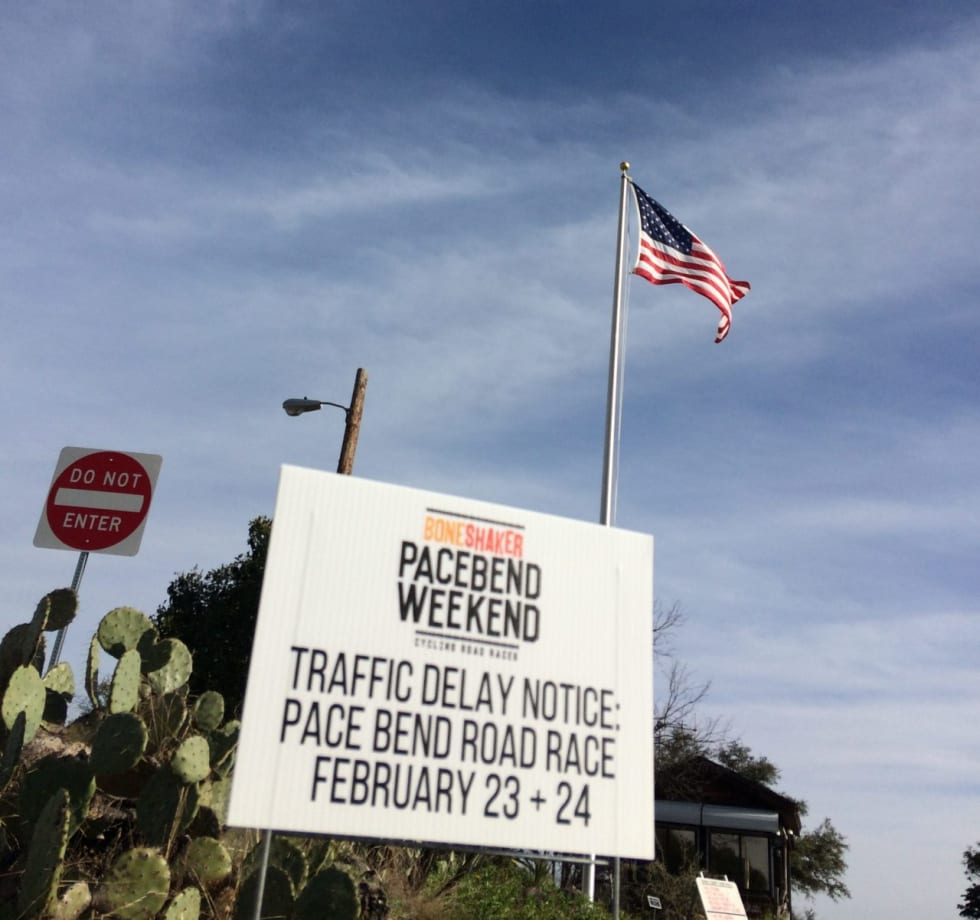 DO NOT
ENTER
BONESHAKER
PACEBEND
WEEKEND
CYCLING ROAD RACES
TRAFFIC DELAY NOTICE:
PACE BEND ROAD RACE
FEBRUARY 23 + 24